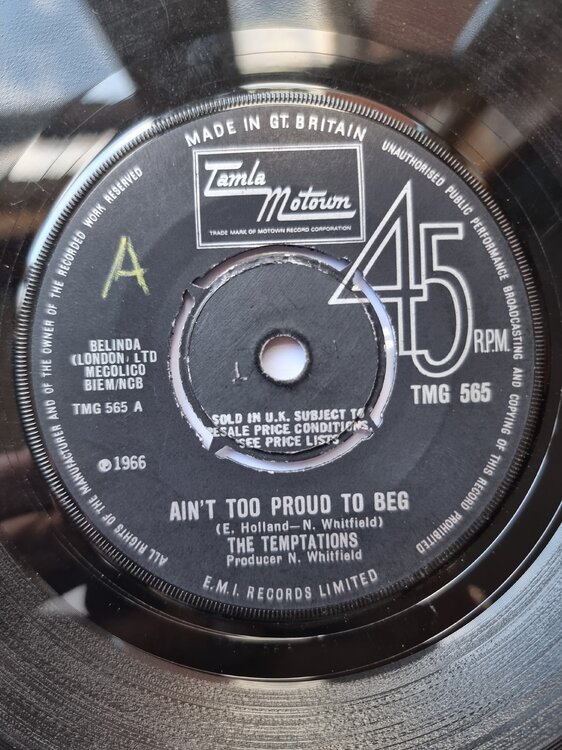 MADE IN GT. BRITAIN
UNAUTHORISED PUBLIC PERFORMANCE BROADCASTING AND COPYING OF THIS RECORD PROHIBITED
ALL RIGHTS OF THE MANUFACTURER AND OF THE OWNER OF THE RECORDED WORK RESERVED
Tamla
Motown
TRADE MARK OF MOTOWN RECORD CORPORATION
A
45
R.P.M.
TMG 565
BELINDA
(LONDON) LTD
MECOLICO
BIEM/NCB
TMG 565 A
℗1966
SOLD IN U.K. SUBJECT TO
RESALE PRICE CONDITIONS,
SEE PRICE LISTS
AIN'T TOO PROUD TO BEG
(E. Holland—N. Whitfield)
THE TEMPTATIONS
Producer N. Whitfield
E.M.I. RECORDS LIMITED